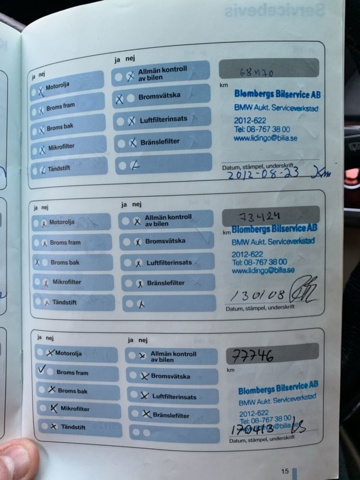 Servicebevis
ja nej
ja nej
Motorolja
Broms fram
Broms bak
Mikrofilter
Tändstift
Allmän kontroll
av bilen
Bromsvätska
Luftfilterinsats
Bränslefilter
km
Blombergs Bilservice AB
BMW Aukt. Serviceverkstad
2012-622
Tel: 08-767 38 00
www.lidingo@bilia.se
Datum, stämpel, underskrift
2012-08-23
ja nej
ja nej
Motorolja
Broms fram
Broms bak
Mikrofilter
Tändstift
Allmän kontroll
av bilen
Bromsvätska
Luftfilterinsats
Bränslefilter
73424
km
Blombergs Bilservice AB
BMW Aukt. Serviceverkstad
2012-622
Tel: 08-767 38 00
www.lidingo@bilia.se
130108
Datum, stämpel, underskrift
ja nej
ja nej
Motorolja
Broms fram
Broms bak
Mikrofilter
Tändstift
Allmän kontroll
av bilen
Bromsvätska
Luftfilterinsats
Bränslefilter
77746
km
Blombergs Bilservice AB
BMW Aukt. Serviceverkstad
2012-622
Tel: 08-767 38 00
170413
Datum, stämpel, underskrift
15